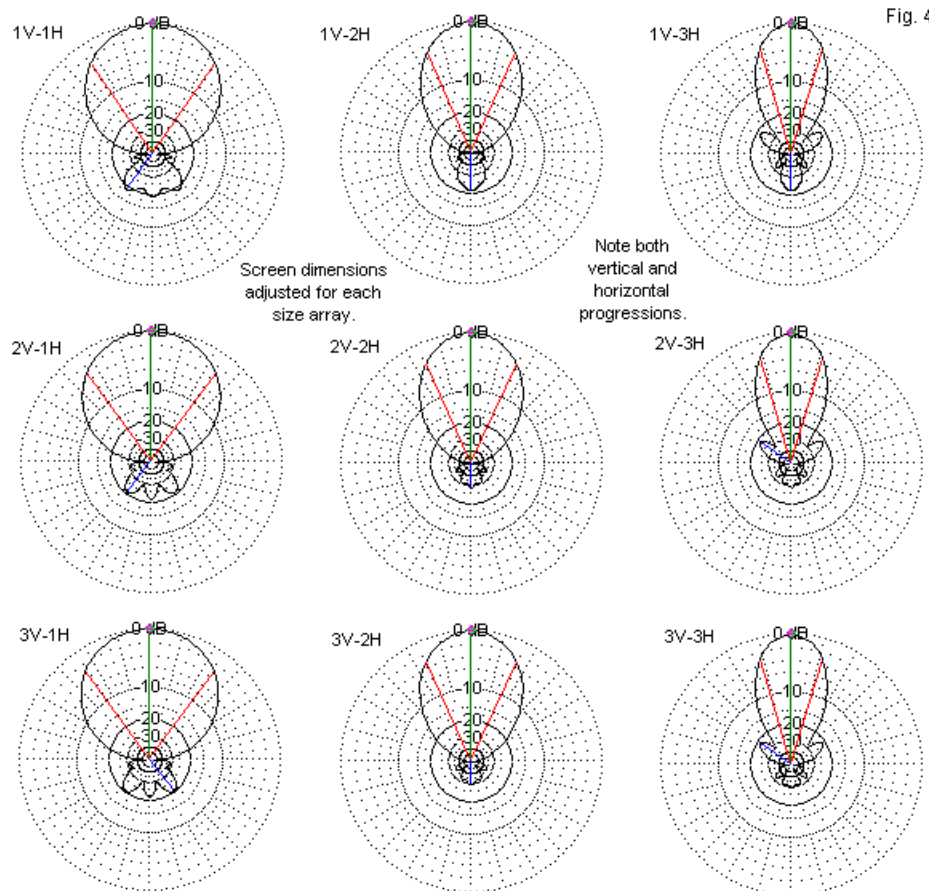 Fig. 4
1V-1H
0 dB
-10
-20
-30
1V-2H
0 dB
-10
-20
-30
1V-3H
0 dB
-10
-20
-30
Screen dimensions
adjusted for each
size array.
Note both
vertical and
horizontal
progressions.
2V-1H
0 dB
-10
-20
-30
2V-2H
0 dB
-10
-20
-30
2V-3H
0 dB
-10
-20
-30
3V-1H
0 dB
-10
-20
-30
3V-2H
0 dB
-10
-20
-30
3V-3H
0 dB
-10
-20
-30